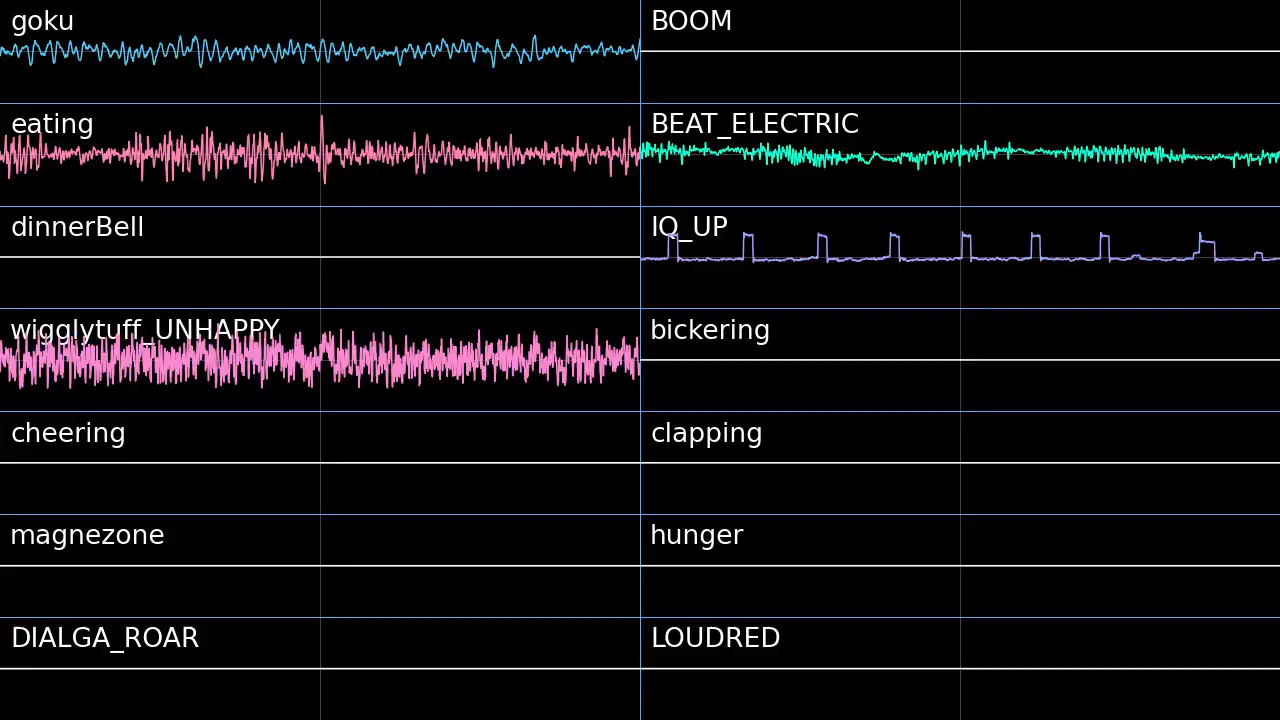 goku
BOOM
eating
BEAT_ELECTRIC
dinnerBell
IQ_UP
wigglytuff_UNHAPPY
bickering
cheering
clapping
magnezone
hunger
DIALGA_ROAR
LOUDRED